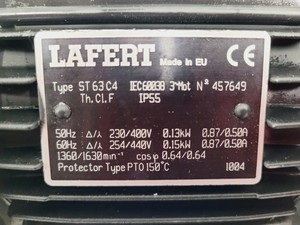 LAFERT Made in EU CE
Type ST 63 C4 IEC60038 3~Mot Nº 457649
Th.Cl.F IP55
50Hz: Δ/⅄ 230/400V 0.13kW 0.87/0.50A
60Hz: Δ/⅄ 254/440V 0.15kW 0.87/0.50A
1360/1630min⁻¹ cosφ 0.64/0.64
Protector Type PTO 150°C 1004